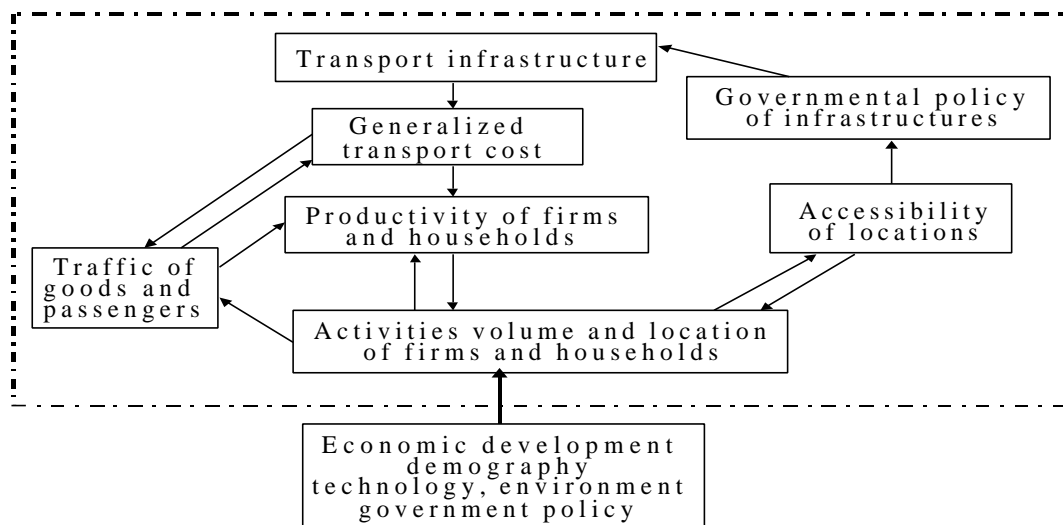 Transport infrastructure
Governmental policy
of infrastructures
Generalized
transport cost
Productivity of firms
and households
Accessibility
of locations
Traffic of
goods and
passengers
Activities volume and location
of firms and households
Economic development
demography
technology, environment
government policy